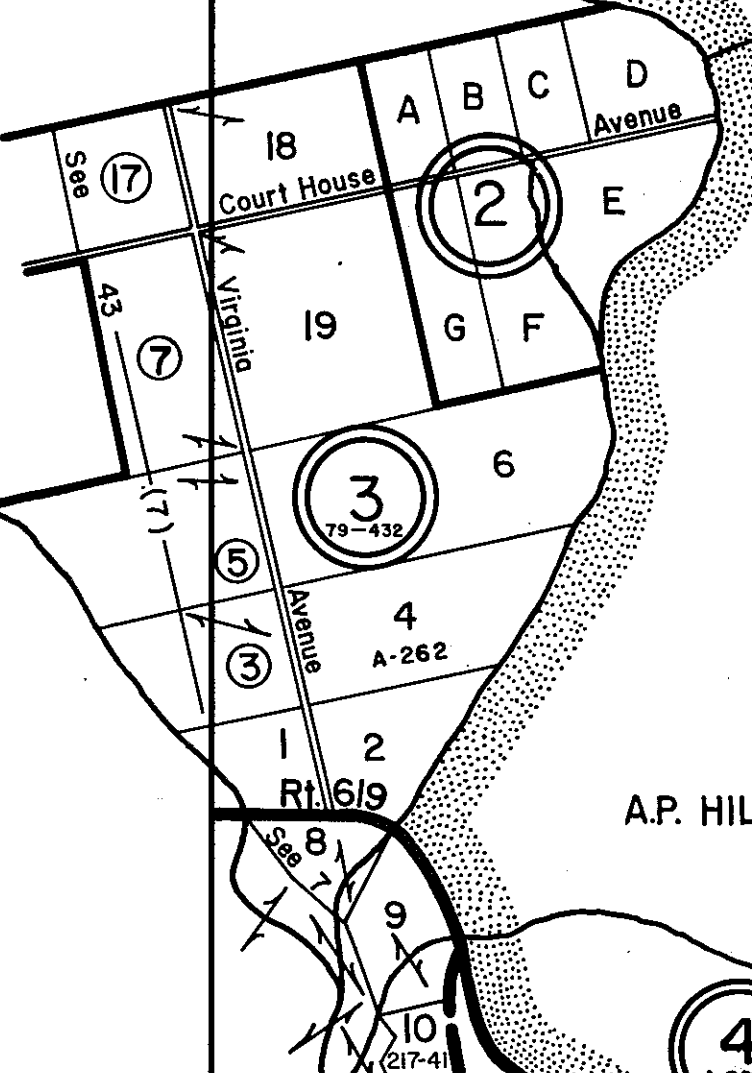 A
B
C
D
18
See
17
Court House
Avenue
2
E
43
Virginia
19
G
F
7
3
79-432
6
(7)
5
Avenue
4
A-262
3
1
2
Rt. 619
A.P. HIL
See 7
8
9
10
217-41
4